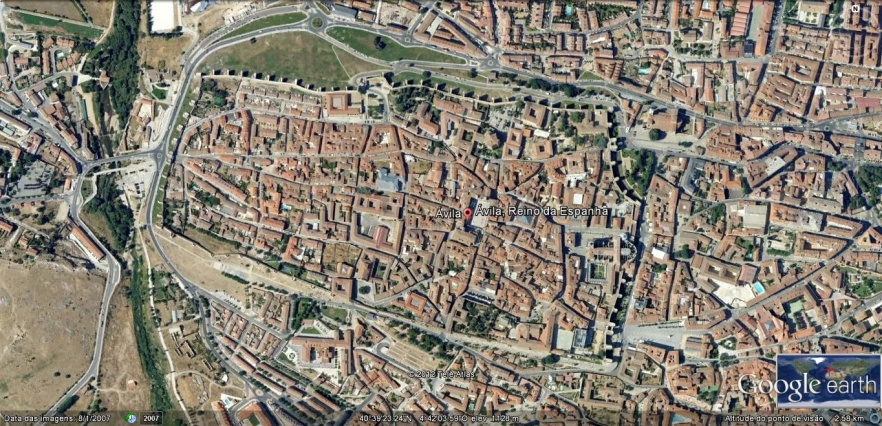 N
Ávila Ávila, Reino da Espanha
© 2012 Tele Atlas
Google earth
Data das imagens: 8/1/2007 2007 40°39'23.24"N 4°42'03.59"O elev 1128 m Altitude do ponto de visão 2.58 km